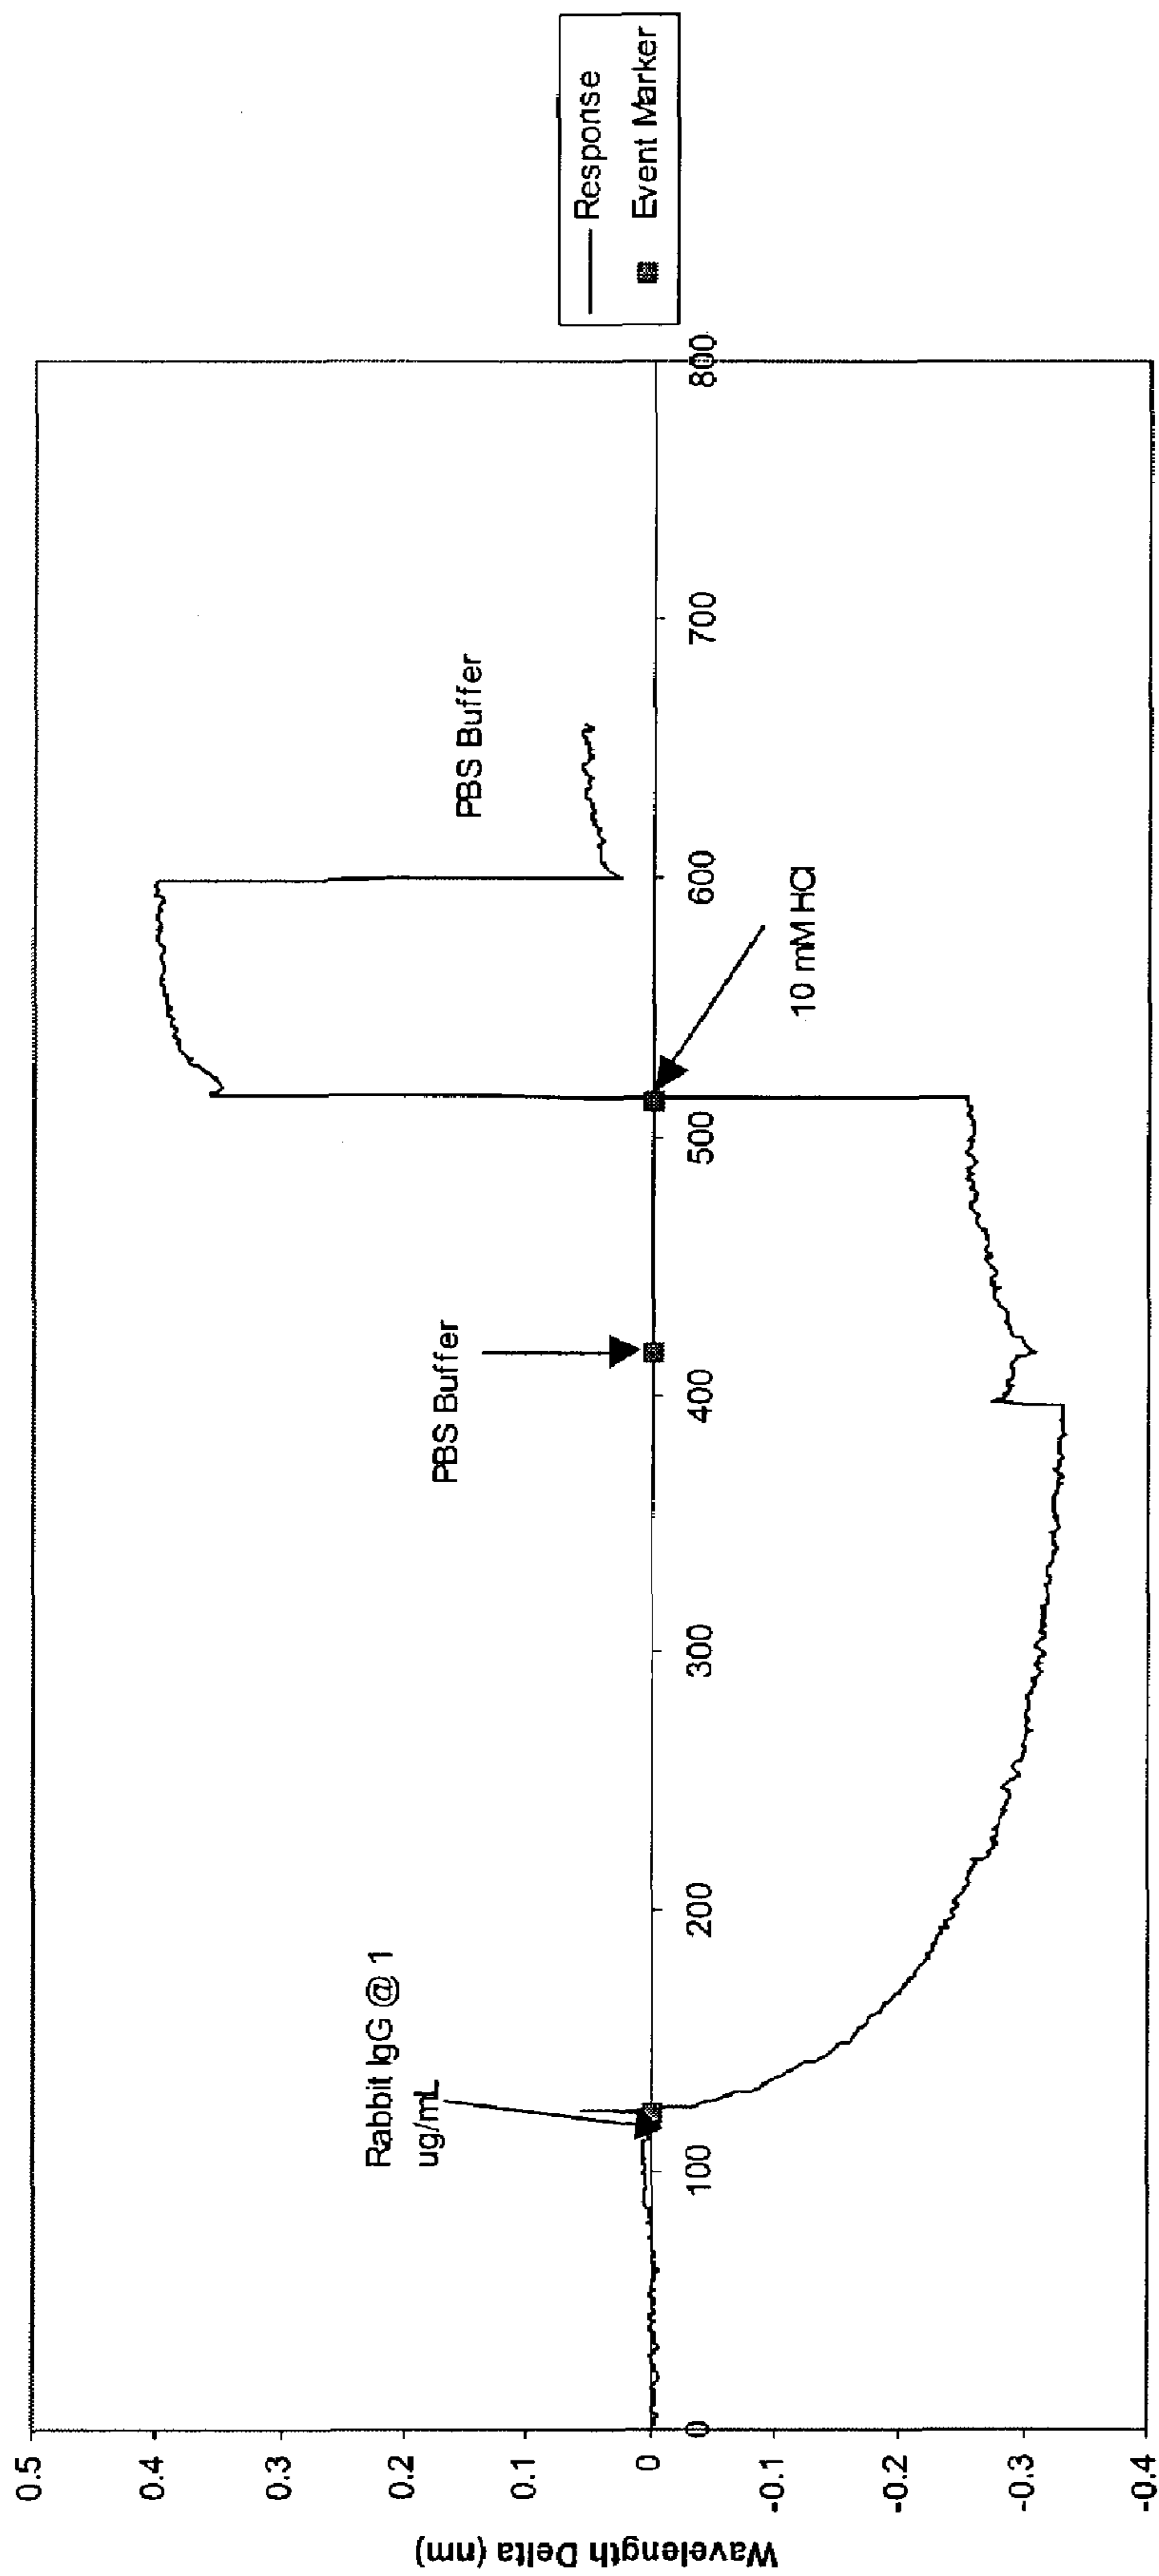 0.5
0.4
0.3
0.2
0.1
0
-0.1
-0.2
-0.3
-0.4
Wavelength Delta (nm)
Rabbit IgG @ 1
ug/mL
PBS Buffer
PBS Buffer
10 mM HCl
0
100
200
300
400
500
600
700
800
Response
Event Marker